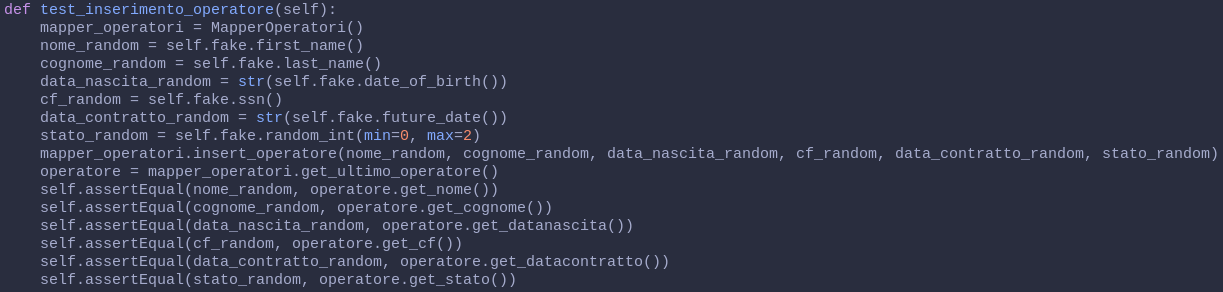 def test_inserimento_operatore(self):
    mapper_operatori = MapperOperatori()
    nome_random = self.fake.first_name()
    cognome_random = self.fake.last_name()
    data_nascita_random = str(self.fake.date_of_birth())
    cf_random = self.fake.ssn()
    data_contratto_random = str(self.fake.future_date())
    stato_random = self.fake.random_int(min=0, max=2)
    mapper_operatori.insert_operatore(nome_random, cognome_random, data_nascita_random, cf_random, data_contratto_random, stato_random)
    operatore = mapper_operatori.get_ultimo_operatore()
    self.assertEqual(nome_random, operatore.get_nome())
    self.assertEqual(cognome_random, operatore.get_cognome())
    self.assertEqual(data_nascita_random, operatore.get_datanascita())
    self.assertEqual(cf_random, operatore.get_cf())
    self.assertEqual(data_contratto_random, operatore.get_datacontratto())
    self.assertEqual(stato_random, operatore.get_stato())